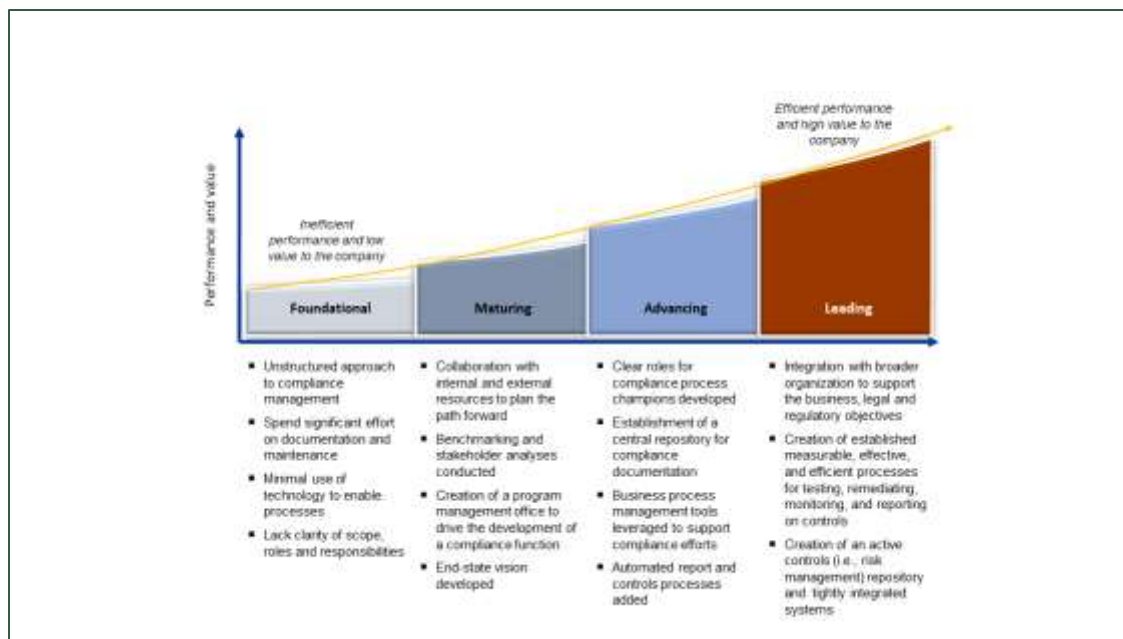 Efficient performance
and high value to the
company
Performance and value
Inefficient
performance and low
value to the company
Foundational
Maturing
Advancing
Leading
▪ Unstructured approach
to compliance
management
▪ Spend significant effort
on documentation and
maintenance
▪ Minimal use of
technology to enable
processes
▪ Lack clarity of scope,
roles and responsibilities
▪ Collaboration with
internal and external
resources to plan the
path forward
▪ Benchmarking and
stakeholder analyses
conducted
▪ Creation of a program
management office to
drive the development of
a compliance function
▪ End-state vision
developed
▪ Clear roles for
compliance process
champions developed
▪ Establishment of a
central repository for
compliance
documentation
▪ Business process
management tools
leveraged to support
compliance efforts
▪ Automated report and
controls processes
added
▪ Integration with broader
organization to support
the business, legal and
regulatory objectives
▪ Creation of established
measurable, effective,
and efficient processes
for testing, remediating,
monitoring, and reporting
on controls
▪ Creation of an active
controls (i.e., risk
management) repository
and tightly integrated
systems